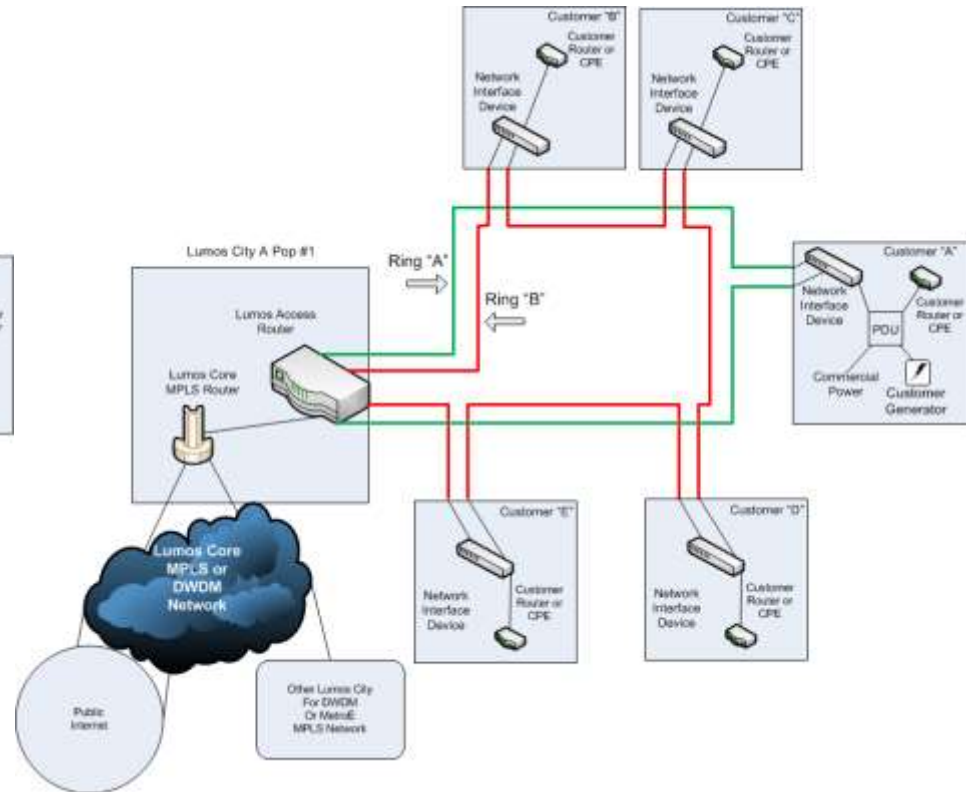 Customer "B"
Customer
Router or
CPE
Network
Interface
Device
Customer "C"
Customer
Router or
CPE
Network
Interface
Device
Lumos City A Pop #1
Lumos Access
Router
Lumos Core
MPLS Router
Ring "A"
Ring "B"
Customer "A"
Network
Interface
Device
Customer
Router or
CPE
PDU
Commercial
Power
Customer
Generator
Customer "E"
Network
Interface
Device
Customer
Router or
CPE
Customer "D"
Network
Interface
Device
Customer
Router or
CPE
Lumos Core
MPLS or
DWDM
Network
Public
Internet
Other Lumos City
For DWDM
Or MetroE
MPLS Network